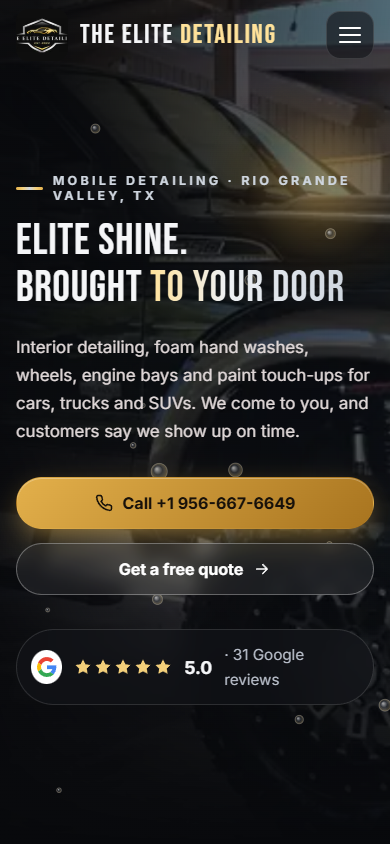 THE ELITE DETAILING
MOBILE DETAILING · RIO GRANDE
VALLEY, TX
ELITE SHINE.
BROUGHT TO YOUR DOOR
Interior detailing, foam hand washes,
wheels, engine bays and paint touch-ups for
cars, trucks and SUVs. We come to you, and
customers say we show up on time.
Call +1 956-667-6649
Get a free quote →
5.0 · 31 Google
reviews